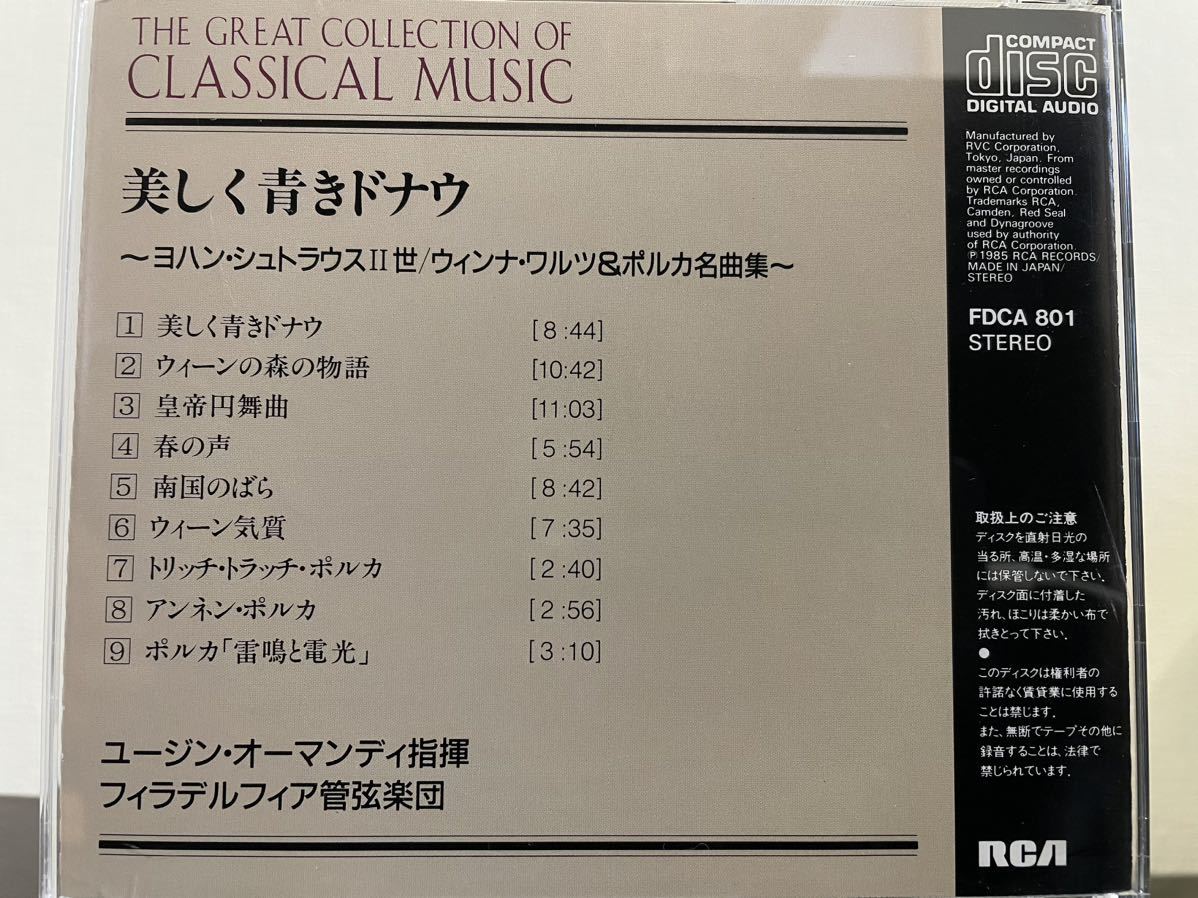 THE GREAT COLLECTION OF
CLASSICAL MUSIC
美しく青きドナウ
〜ヨハン・シュトラウスII世/ウィンナ・ワルツ&ポルカ名曲集〜
1 美しく青きドナウ [8:44]
2 ウィーンの森の物語 [10:42]
3 皇帝円舞曲 [11:03]
4 春の声 [5:54]
5 南国のばら [8:42]
6 ウィーン気質 [7:35]
7 トリッチ・トラッチ・ポルカ [2:40]
8 アンネン・ポルカ [2:56]
9 ポルカ「雷鳴と電光」 [3:10]
ユージン・オーマンディ指揮
フィラデルフィア管弦楽団
COMPACT
disc
DIGITAL AUDIO
Manufactured by
RVC Corporation,
Tokyo, Japan. From
master recordings
owned or controlled
by RCA Corporation.
Trademarks RCA,
Camden, Red Seal
and Dynagroove
used by authority
of RCA Corporation.
℗1985 RCA RECORDS/
MADE IN JAPAN/
STEREO
FDCA 801
STEREO
取扱上のご注意
ディスクを直射日光の
当る所、高温・多湿な場所
には保管しないで下さい.
ディスク面に付着した
汚れ、ほこりは柔かい布で
拭きとって下さい.
●
このディスクは権利者の
許諾なく賃貸業に使用する
ことは禁じます.
また、無断でテープその他に
録音することは、法律で
禁じられています.
RCA